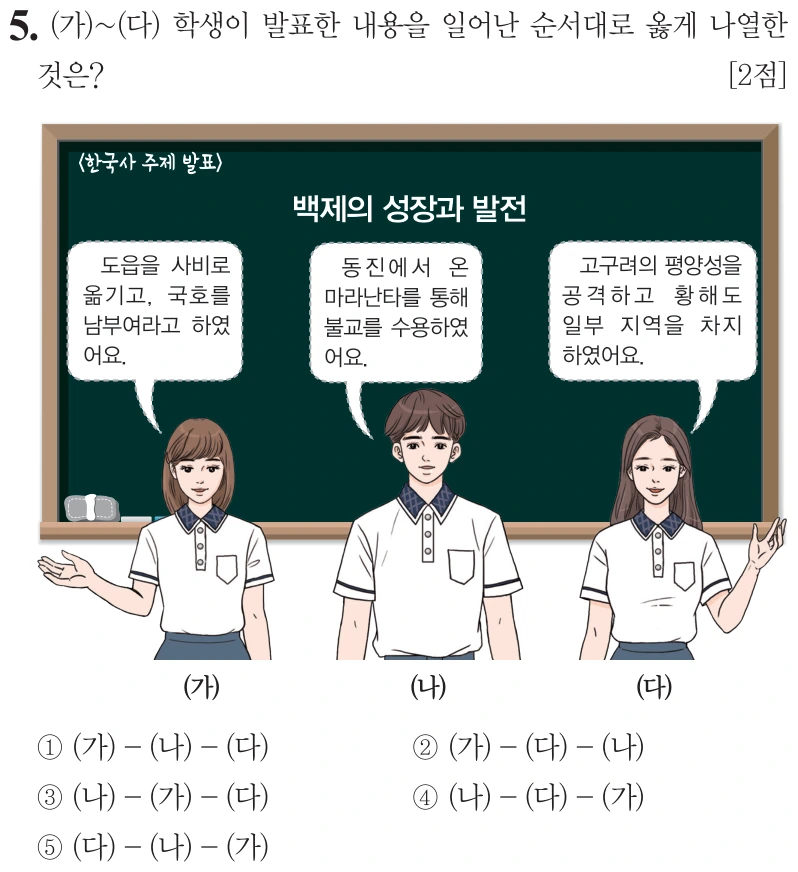 5. (가)~(다) 학생이 발표한 내용을 일어난 순서대로 옳게 나열한
것은? [2점]
<한국사 주제 발표>
백제의 성장과 발전
도읍을 사비로
옮기고, 국호를
남부여라고 하였
어요.
동진에서 온
마라난타를 통해
불교를 수용하였
어요.
고구려의 평양성을
공격하고 황해도
일부 지역을 차지
하였어요.
(가)
(나)
(다)
① (가) – (나) – (다)
② (가) – (다) – (나)
③ (나) – (가) – (다)
④ (나) – (다) – (가)
⑤ (다) – (나) – (가)